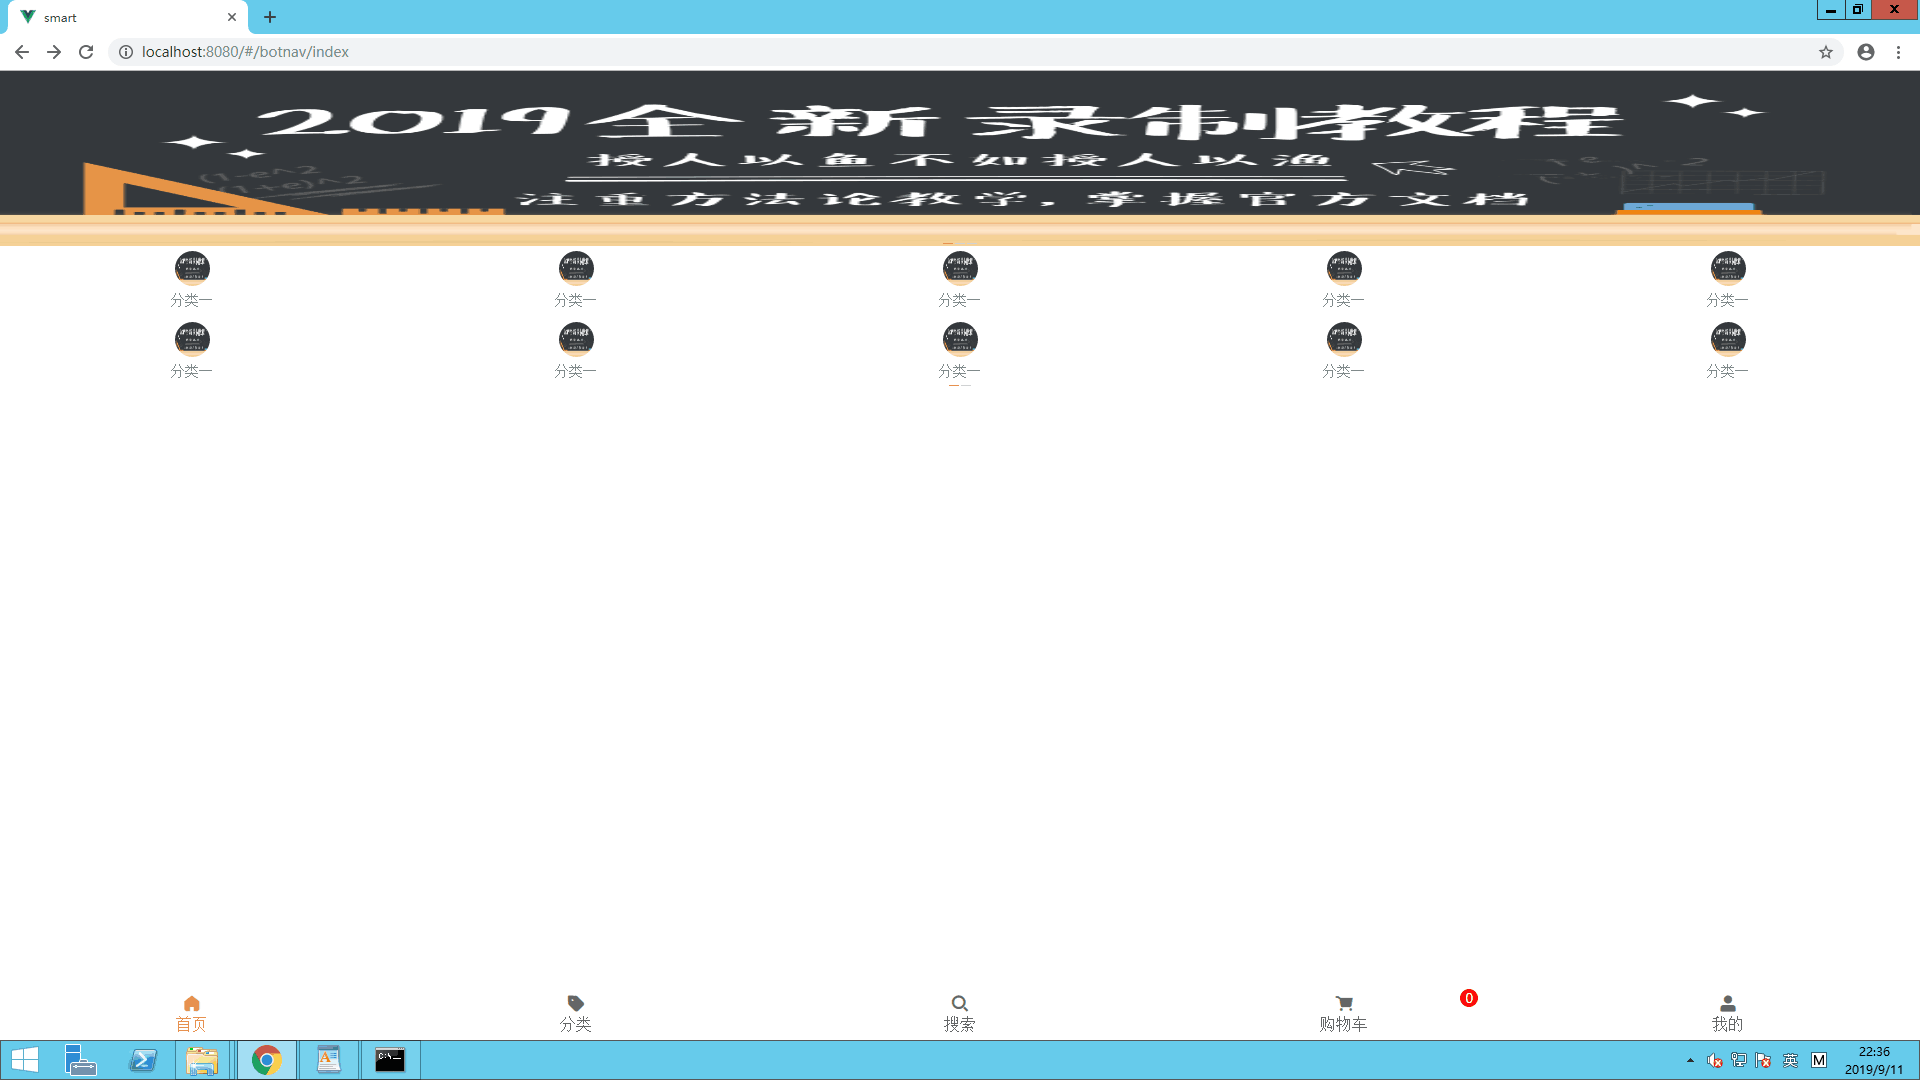 smart
localhost:8080/#/botnav/index
2019全新录制教程
授人以鱼不如授人以渔
注重方法论教学,掌握官方文档
分类一 分类一 分类一 分类一 分类一
分类一 分类一 分类一 分类一 分类一
0
首页 分类 搜索 购物车 我的
英 M
22:36
2019/9/11